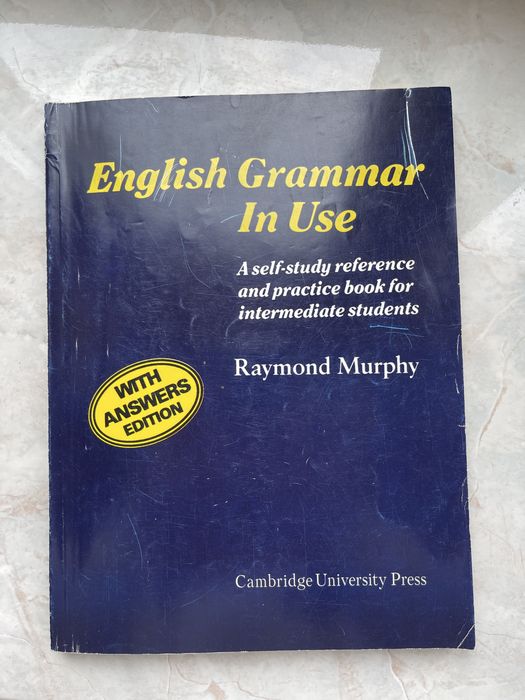 English Grammar
In Use
A self-study reference
and practice book for
intermediate students
Raymond Murphy
WITH
ANSWERS
EDITION
Cambridge University Press